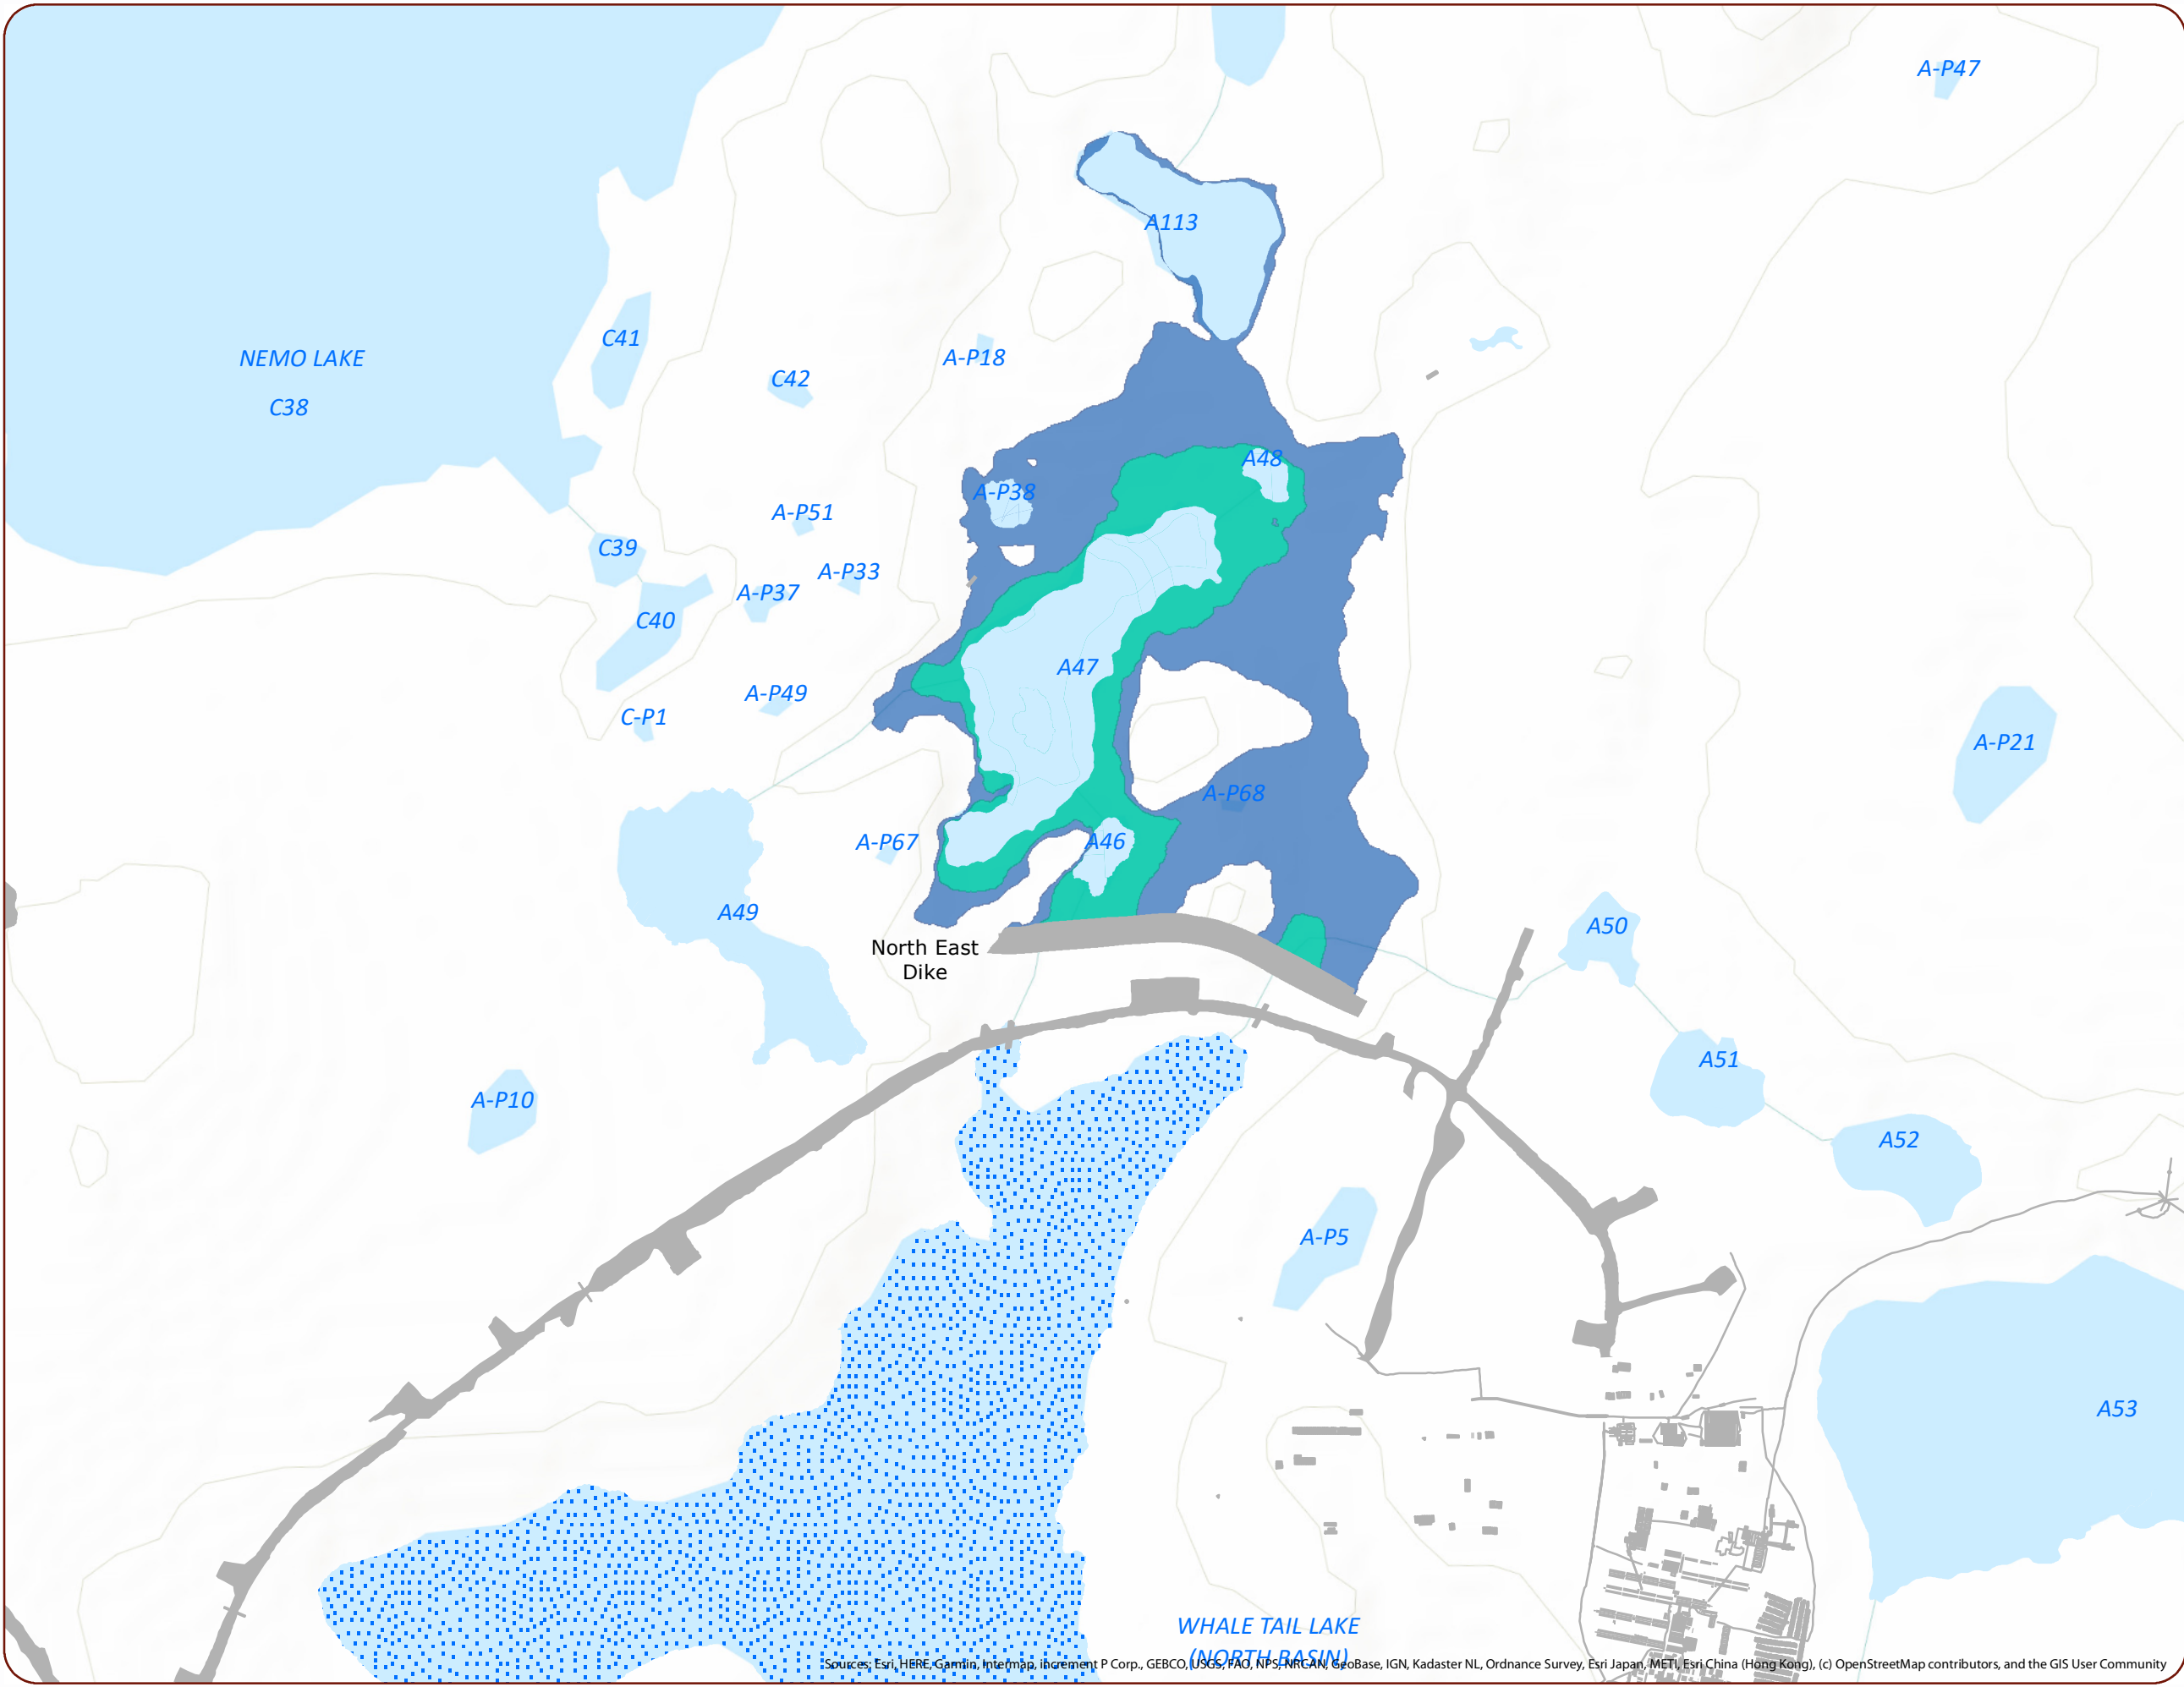 A-P47
A113
C41
A-P18
NEMO LAKE
C42
C38
A48
A-P38
A-P51
C39
A-P33
A-P37
C40
A47
A-P49
C-P1
A-P21
A-P68
A-P67
A46
A49
A50
North East
Dike
A51
A-P10
A52
A-P5
A53
WHALE TAIL LAKE
(NORTH BASIN)
Sources: Esri, HERE, Garmin, Intermap, increment P Corp., GEBCO, USGS, FAO, NPS, NRCAN, GeoBase, IGN, Kadaster NL, Ordnance Survey, Esri Japan, METI, Esri China (Hong Kong), (c) OpenStreetMap contributors, and the GIS User Community